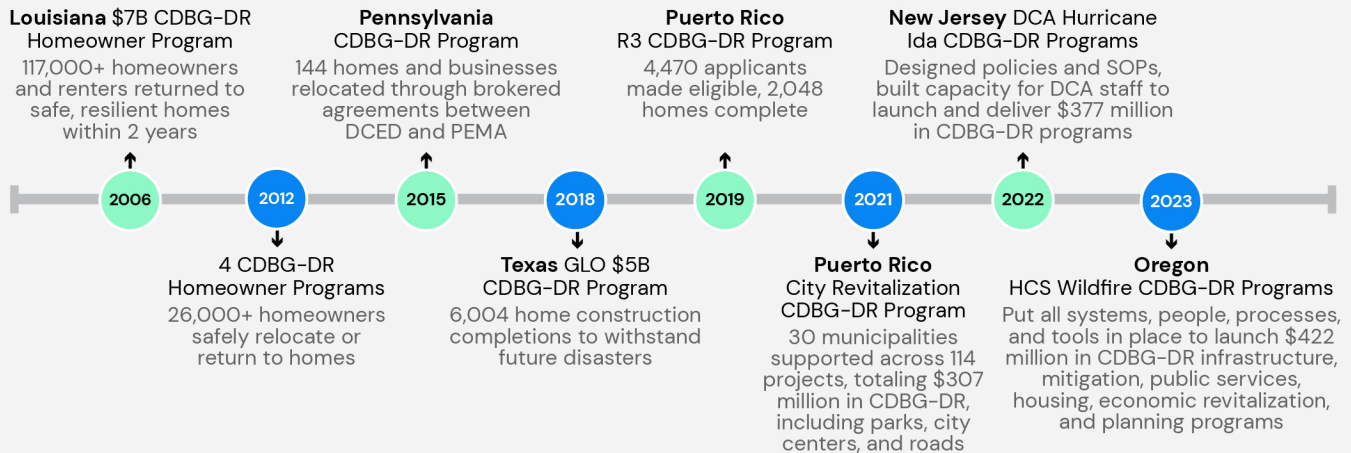 Louisiana $7B CDBG-DR
Homeowner Program
117,000+ homeowners
and renters returned to
safe, resilient homes
within 2 years
Pennsylvania
CDBG-DR Program
144 homes and businesses
relocated through brokered
agreements between
DCED and PEMA
Puerto Rico
R3 CDBG-DR Program
4,470 applicants
made eligible, 2,048
homes complete
New Jersey DCA Hurricane
Ida CDBG-DR Programs
Designed policies and SOPs,
built capacity for DCA staff to
launch and deliver $377 million
in CDBG-DR programs
2006
2012
2015
2018
2019
2021
2022
2023
4 CDBG-DR
Homeowner Programs
26,000+ homeowners
safely relocate or
return to homes
Texas GLO $5B
CDBG-DR Program
6,004 home construction
completions to withstand
future disasters
Puerto Rico
City Revitalization
CDBG-DR Program
30 municipalities
supported across 114
projects, totaling $307
million in CDBG-DR,
including parks, city
centers, and roads
Oregon
HCS Wildfire CDBG-DR Programs
Put all systems, people, processes,
and tools in place to launch $422
million in CDBG-DR infrastructure,
mitigation, public services,
housing, economic revitalization,
and planning programs